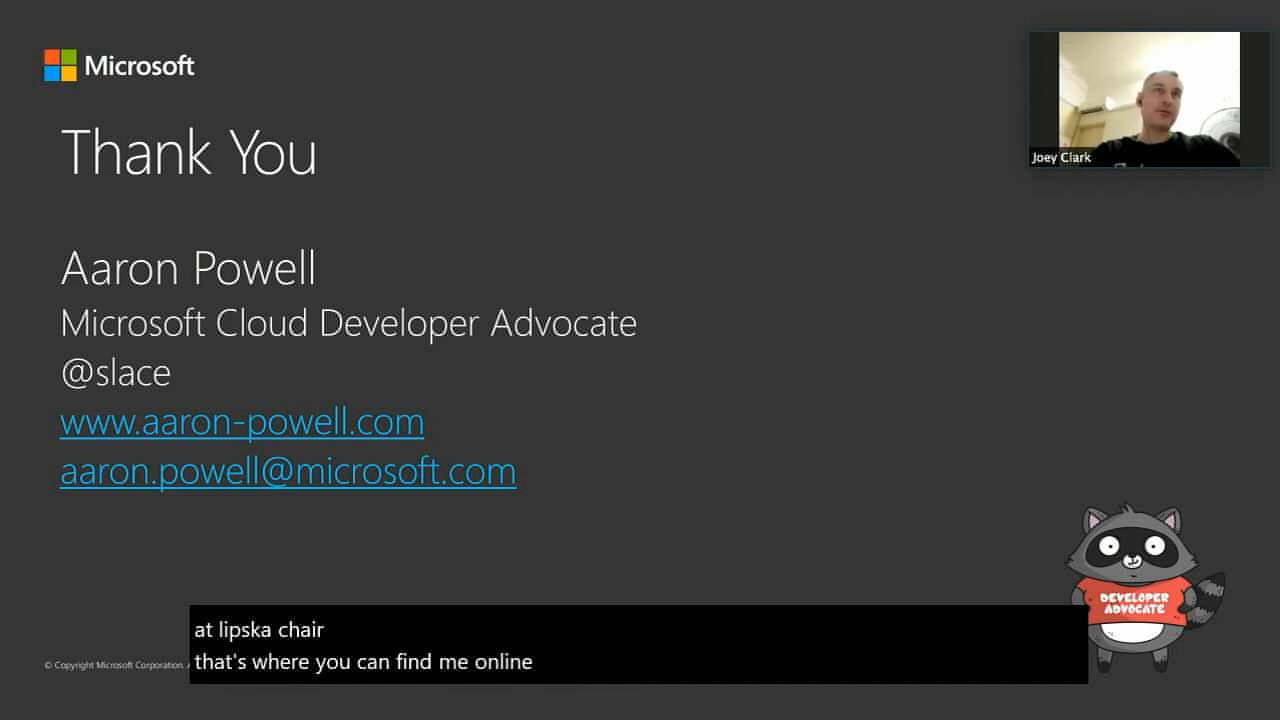 Microsoft
Thank You
Joey Clark
Aaron Powell
Microsoft Cloud Developer Advocate
@slace
www.aaron-powell.com
aaron.powell@microsoft.com
DEVELOPER
ADVOCATE
at lipska chair
that's where you can find me online
© Copyright Microsoft Corporation.